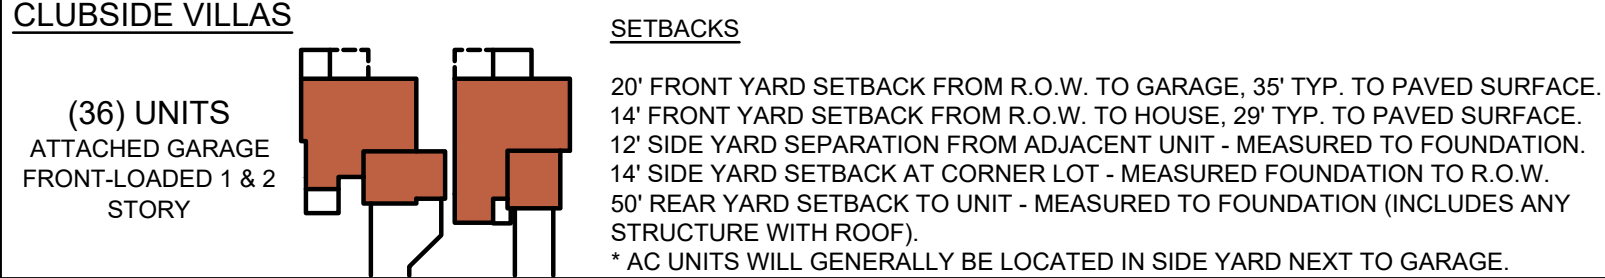 CLUBSIDE VILLAS
(36) UNITS
ATTACHED GARAGE
FRONT-LOADED 1 & 2
STORY
SETBACKS
20' FRONT YARD SETBACK FROM R.O.W. TO GARAGE, 35' TYP. TO PAVED SURFACE.
14' FRONT YARD SETBACK FROM R.O.W. TO HOUSE, 29' TYP. TO PAVED SURFACE.
12' SIDE YARD SEPARATION FROM ADJACENT UNIT - MEASURED TO FOUNDATION.
14' SIDE YARD SETBACK AT CORNER LOT - MEASURED FOUNDATION TO R.O.W.
50' REAR YARD SETBACK TO UNIT - MEASURED TO FOUNDATION (INCLUDES ANY
STRUCTURE WITH ROOF).
* AC UNITS WILL GENERALLY BE LOCATED IN SIDE YARD NEXT TO GARAGE.